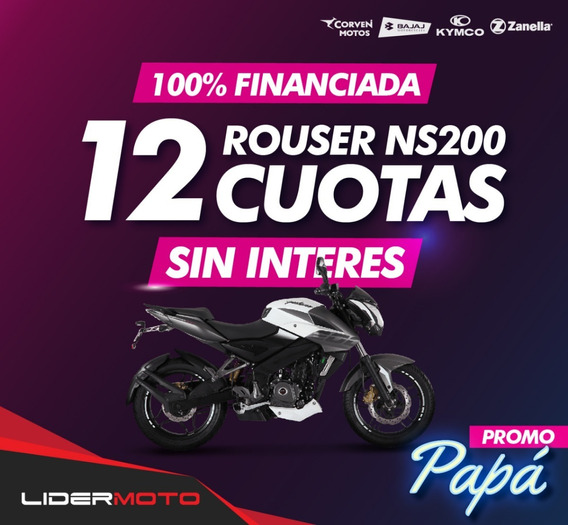 CORVEN
MOTOS
BAJAJ
KYMCO
Zanella
100% FINANCIADA
12
ROUSER NS200
CUOTAS
SIN INTERES
PROMO
Papá
LIDERMOTO